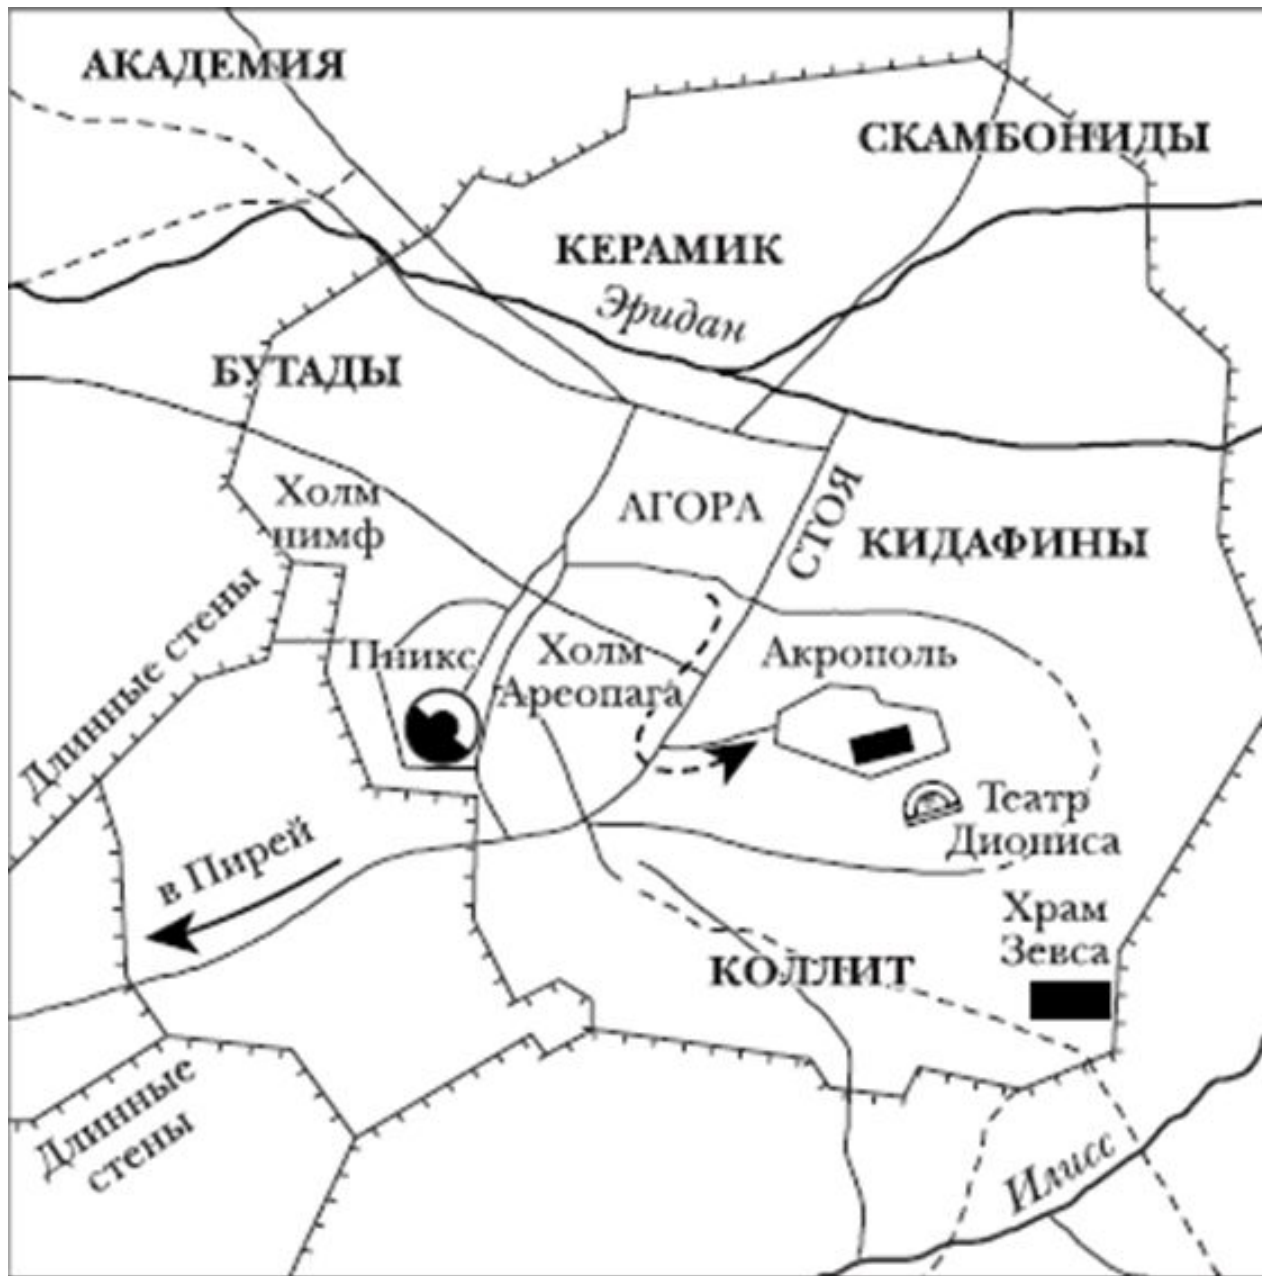 АКАДЕМИЯ
СКАМБОНИДЫ
КЕРАМИК
Эридан
БУТАДЫ
Холм
нимф
АГОРА
СТОЯ
КИДАФИНЫ
Длинные стены
Пникс
Холм
Ареопага
Акрополь
Театр
Диониса
в Пирей
Храм
Зевса
КОЛЛИТ
Длинные
стены
Илисс